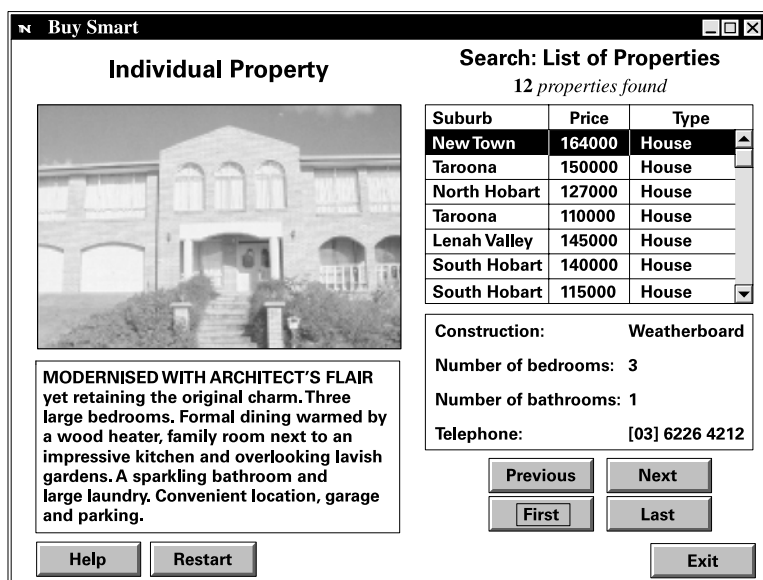 Buy Smart
Individual Property
MODERNISED WITH ARCHITECT'S FLAIR
yet retaining the original charm. Three
large bedrooms. Formal dining warmed by
a wood heater, family room next to an
impressive kitchen and overlooking lavish
gardens. A sparkling bathroom and
large laundry. Convenient location, garage
and parking.
Help Restart
Search: List of Properties
12 properties found
Suburb Price Type
New Town 164000 House
Taroona 150000 House
North Hobart 127000 House
Taroona 110000 House
Lenah Valley 145000 House
South Hobart 140000 House
South Hobart 115000 House
Construction: Weatherboard
Number of bedrooms: 3
Number of bathrooms: 1
Telephone: [03] 6226 4212
Previous Next
First Last
Exit